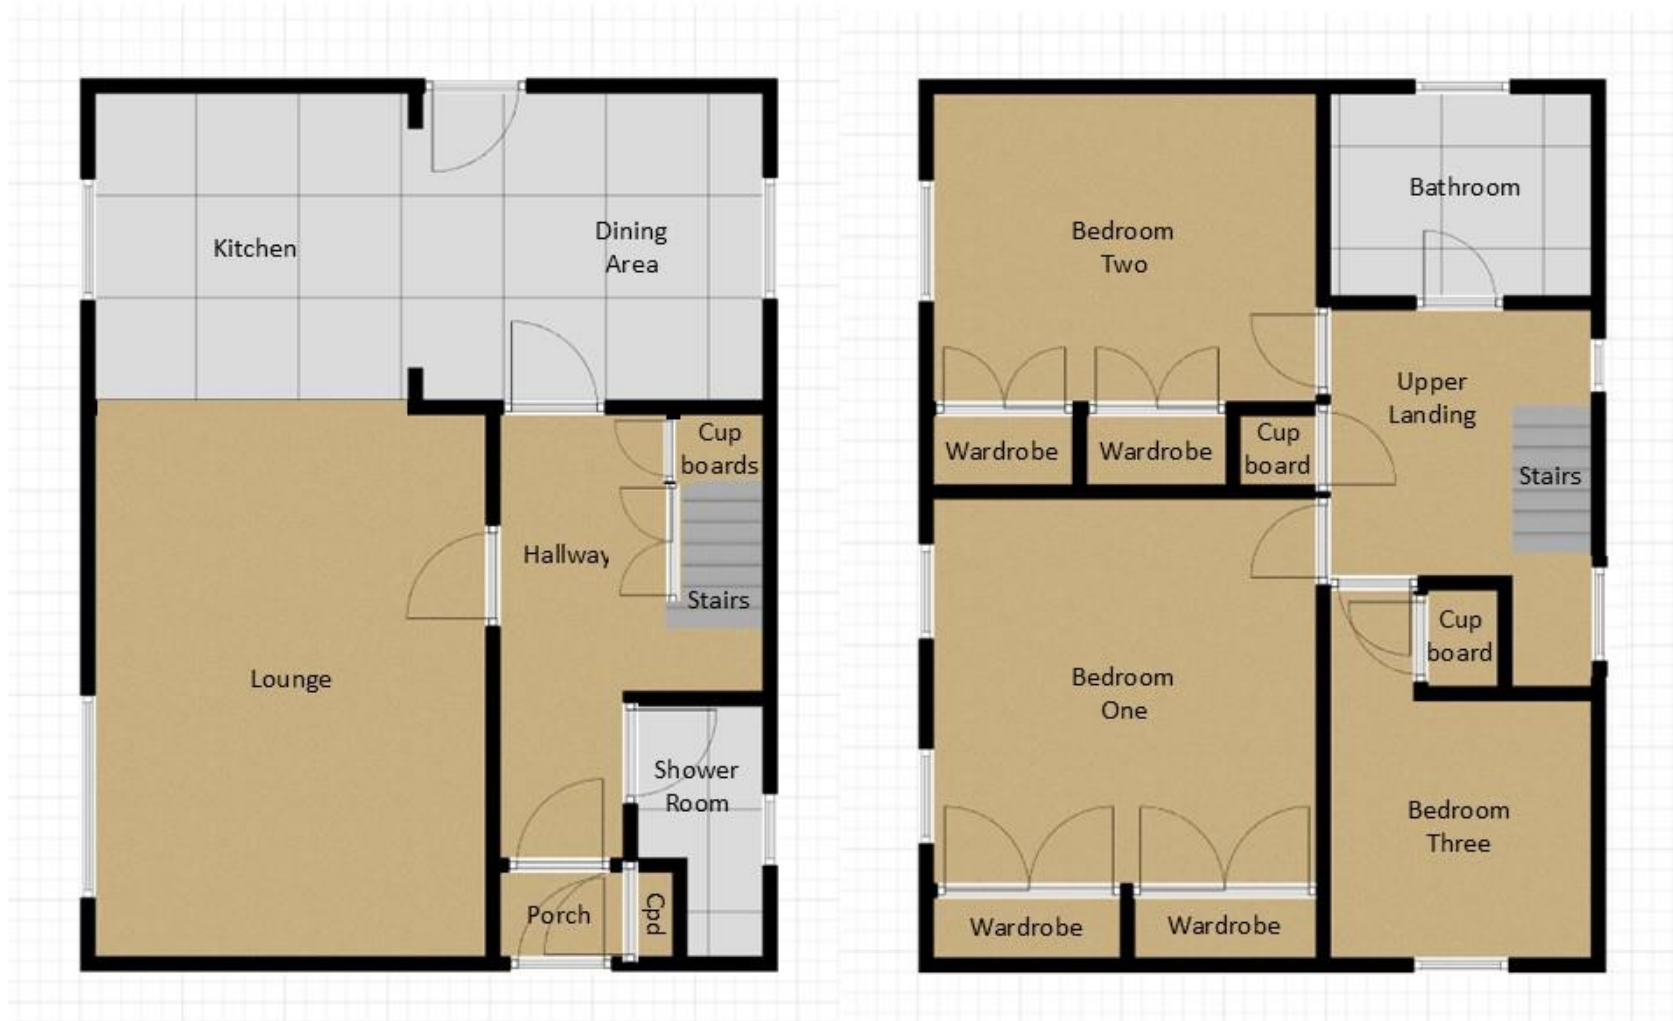 Kitchen
Dining
Area
Cup
boards
Hallway
Stairs
Lounge
Shower
Room
Porch
Cpd
Bedroom
Two
Bathroom
Upper
Landing
Wardrobe
Wardrobe
Cup
board
Stairs
Bedroom
One
Cup
board
Bedroom
Three
Wardrobe
Wardrobe